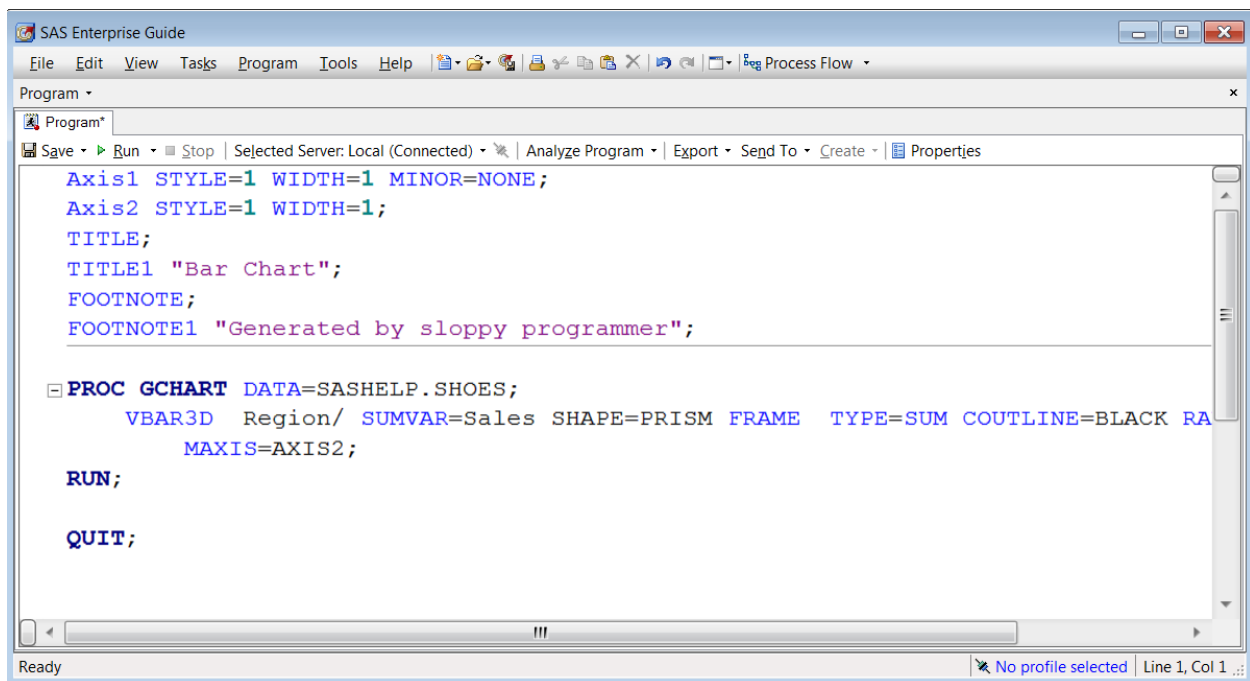 SAS Enterprise Guide
File Edit View Tasks Program Tools Help Process Flow
Program
Program*
Save Run Stop Selected Server: Local (Connected) Analyze Program Export Send To Create Properties
Axis1 STYLE=1 WIDTH=1 MINOR=NONE;
Axis2 STYLE=1 WIDTH=1;
TITLE;
TITLE1 "Bar Chart";
FOOTNOTE;
FOOTNOTE1 "Generated by sloppy programmer";
PROC GCHART DATA=SASHELP.SHOES;
VBAR3D Region/ SUMVAR=Sales SHAPE=PRISM FRAME TYPE=SUM COUTLINE=BLACK RA
MAXIS=AXIS2;
RUN;
QUIT;
Ready No profile selected Line 1, Col 1